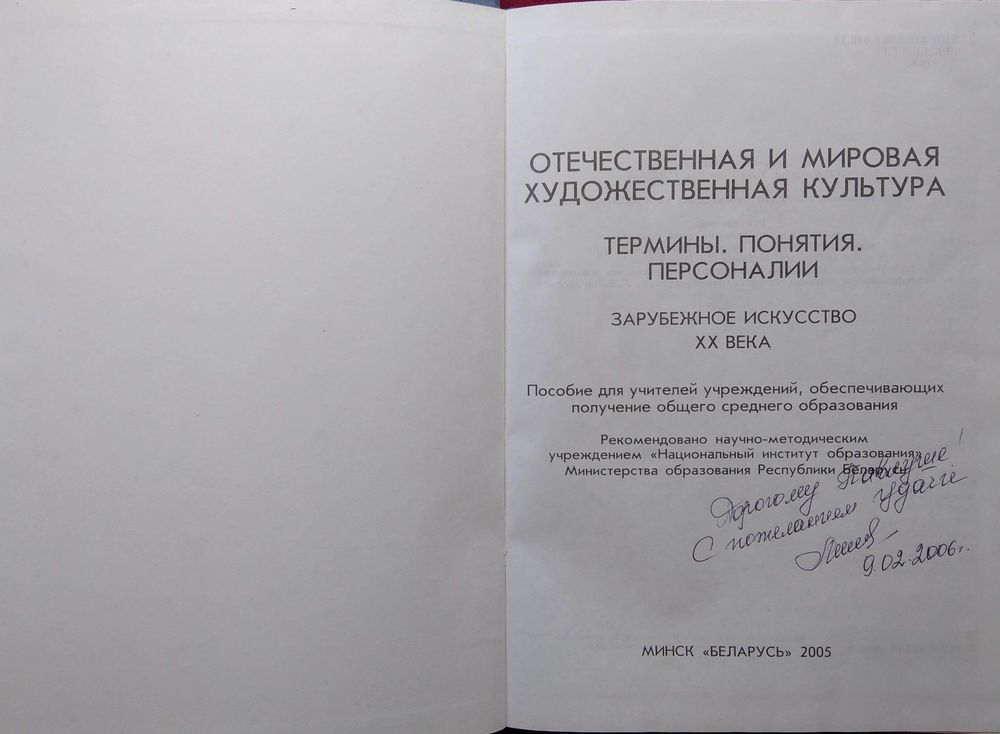 ОТЕЧЕСТВЕННАЯ И МИРОВАЯ
ХУДОЖЕСТВЕННАЯ КУЛЬТУРА
ТЕРМИНЫ. ПОНЯТИЯ.
ПЕРСОНАЛИИ
ЗАРУБЕЖНОЕ ИСКУССТВО
XX ВЕКА
Пособие для учителей учреждений, обеспечивающих
получение общего среднего образования
Рекомендовано научно-методическим
учреждением «Национальный институт образования»
Министерства образования Республики Беларусь
Дорогому Павлуше!
С пожеланием удачи
9.02.2006г.
МИНСК «БЕЛАРУСЬ» 2005